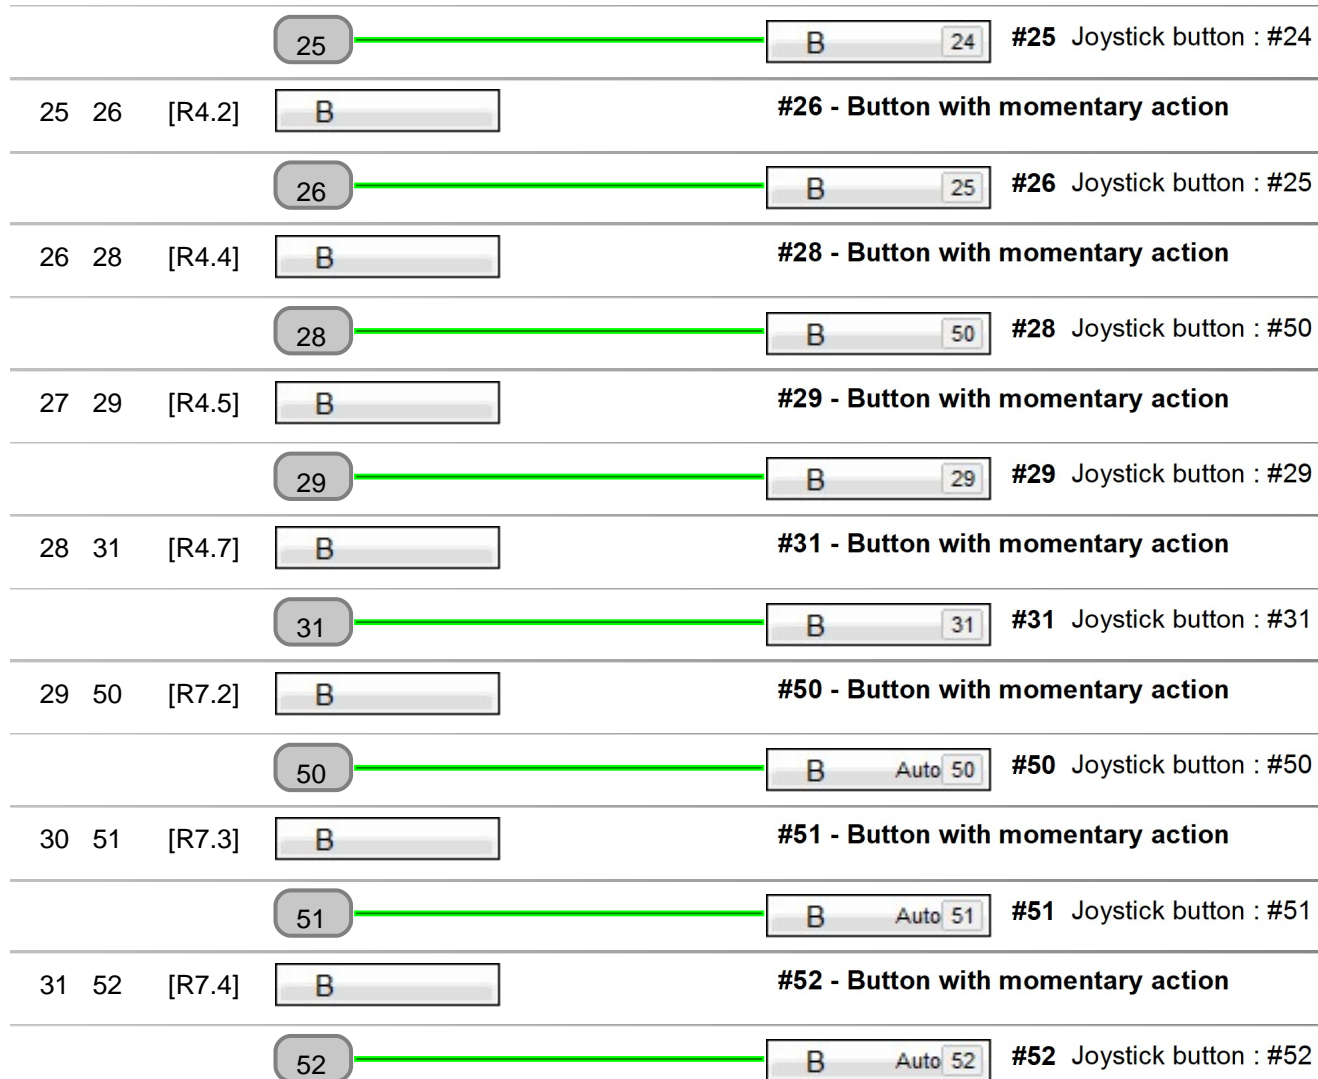 25 B 24 #25 Joystick button : #24
25 26 [R4.2] B #26 - Button with momentary action
26 B 25 #26 Joystick button : #25
26 28 [R4.4] B #28 - Button with momentary action
28 B 50 #28 Joystick button : #50
27 29 [R4.5] B #29 - Button with momentary action
29 B 29 #29 Joystick button : #29
28 31 [R4.7] B #31 - Button with momentary action
31 B 31 #31 Joystick button : #31
29 50 [R7.2] B #50 - Button with momentary action
50 B Auto 50 #50 Joystick button : #50
30 51 [R7.3] B #51 - Button with momentary action
51 B Auto 51 #51 Joystick button : #51
31 52 [R7.4] B #52 - Button with momentary action
52 B Auto 52 #52 Joystick button : #52